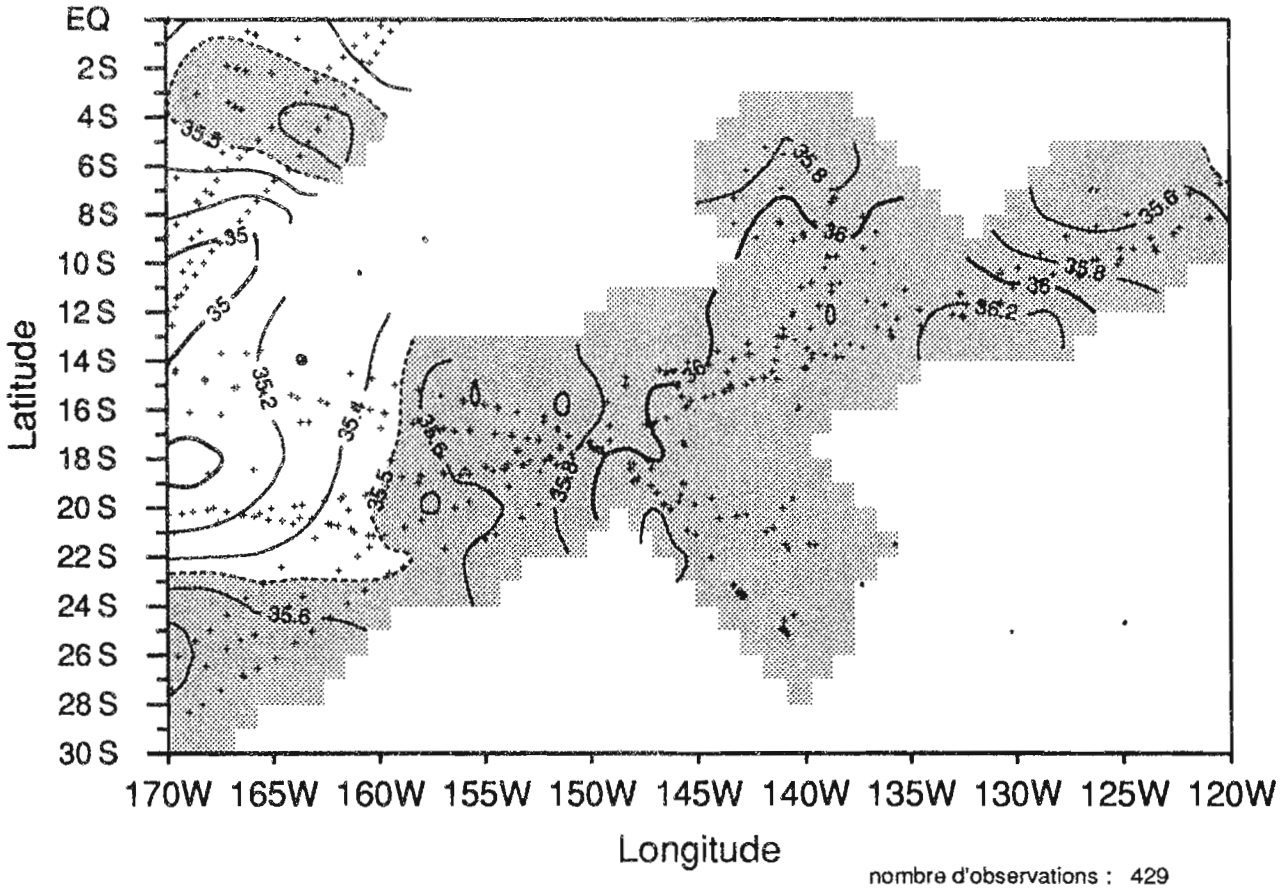 EQ
2S
4S
6S
8S
10S
12S
14S
16S
18S
20S
22S
24S
26S
28S
30S
Latitude
35.5
35
35
35.2
35.4
35.5
35.6
35.6
35.8
36
35.8
36
35.6
35.8
36
36.2
170W 165W 160W 155W 150W 145W 140W 135W 130W 125W 120W
Longitude
nombre d'observations : 429